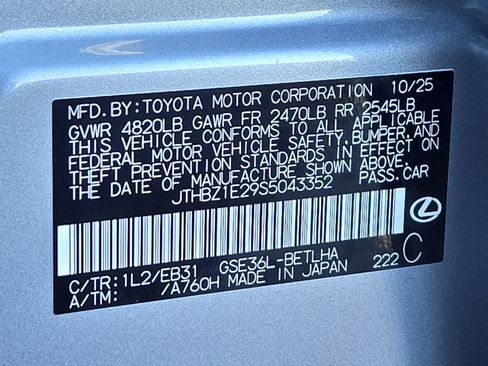 MFD. BY: TOYOTA MOTOR CORPORATION 10/25
GVWR 4820LB GAWR FR 2470LB RR 2545LB
THIS VEHICLE CONFORMS TO ALL APPLICABLE
FEDERAL MOTOR VEHICLE SAFETY, BUMPER, AND
THEFT PREVENTION STANDARDS IN EFFECT ON
THE DATE OF MANUFACTURE SHOWN ABOVE.
JTHBZ1E29S5043352 PASS.CAR
C/TR: 1L2/EB31 GSE36L-BETLHA C
A/TM: /A760H MADE IN JAPAN 222